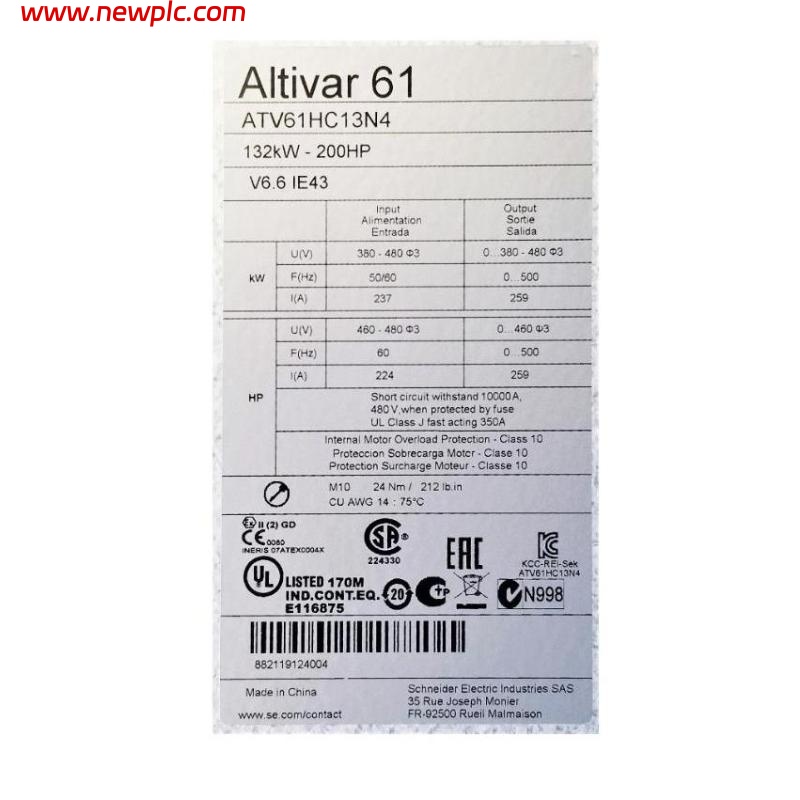 www.newplc.com
Altivar 61
ATV61HC13N4
132kW - 200HP
V6.6 IE43
Input
Alimentation
Entrada
Output
Sortie
Salida
kW
U(V) 380 - 480 Φ3 0...380 - 480 Φ3
F(Hz) 50/60 0...500
I(A) 237 259
HP
U(V) 460 - 480 Φ3 0...460 Φ3
F(Hz) 60 0...500
I(A) 224 259
Short circuit withstand 10000A,
480V,when protected by fuse
UL Class J fast acting 350A
Internal Motor Overload Protection - Class 10
Proteccion Sobrecarga Motor - Clase 10
Protection Surcharge Moteur - Classe 10
M10 24 Nm / 212 lb.in
CU AWG 14 : 75°C
Ex II (2) GD
CE 0080
INERIS 07ATEX0004X
SA ®
224330
EAC
KC
KCC-REI-Sek
ATV61HC13N4
UL LISTED 170M
IND.CONT.EQ.
E116875
20
N998
882119124004
Made in China
www.se.com/contact
Schneider Electric Industries SAS
35 Rue Joseph Monier
FR-92500 Rueil Malmaison